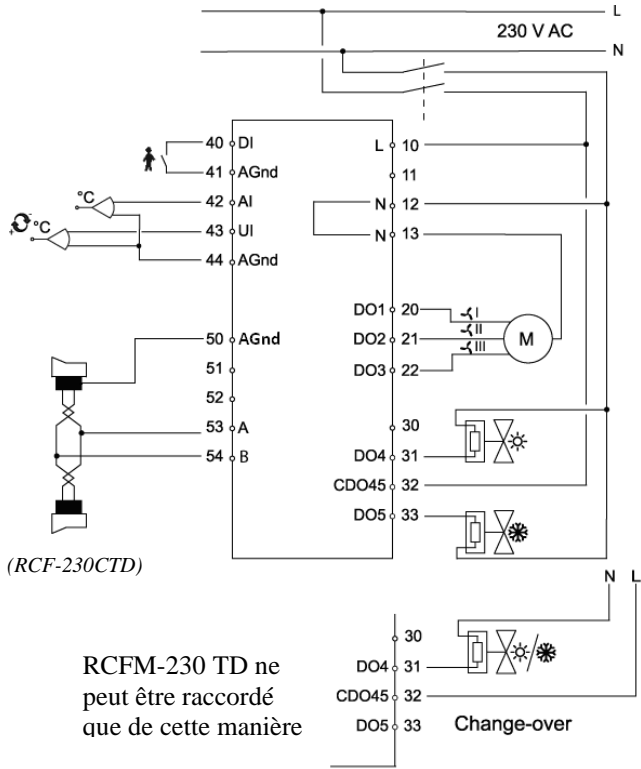 L
230 V AC
N
40 DI
41 AGnd
42 AI
43 UI
44 AGnd
°C
°C
50 AGnd
51
52
53 A
54 B
L 10
11
N 12
N 13
DO1 20
DO2 21
DO3 22
I
II
III
M
30
DO4 31
CDO45 32
DO5 33
(RCF-230CTD)
N L
RCFM-230 TD ne
peut être raccordé
que de cette manière
30
DO4 31
CDO45 32
DO5 33
Change-over